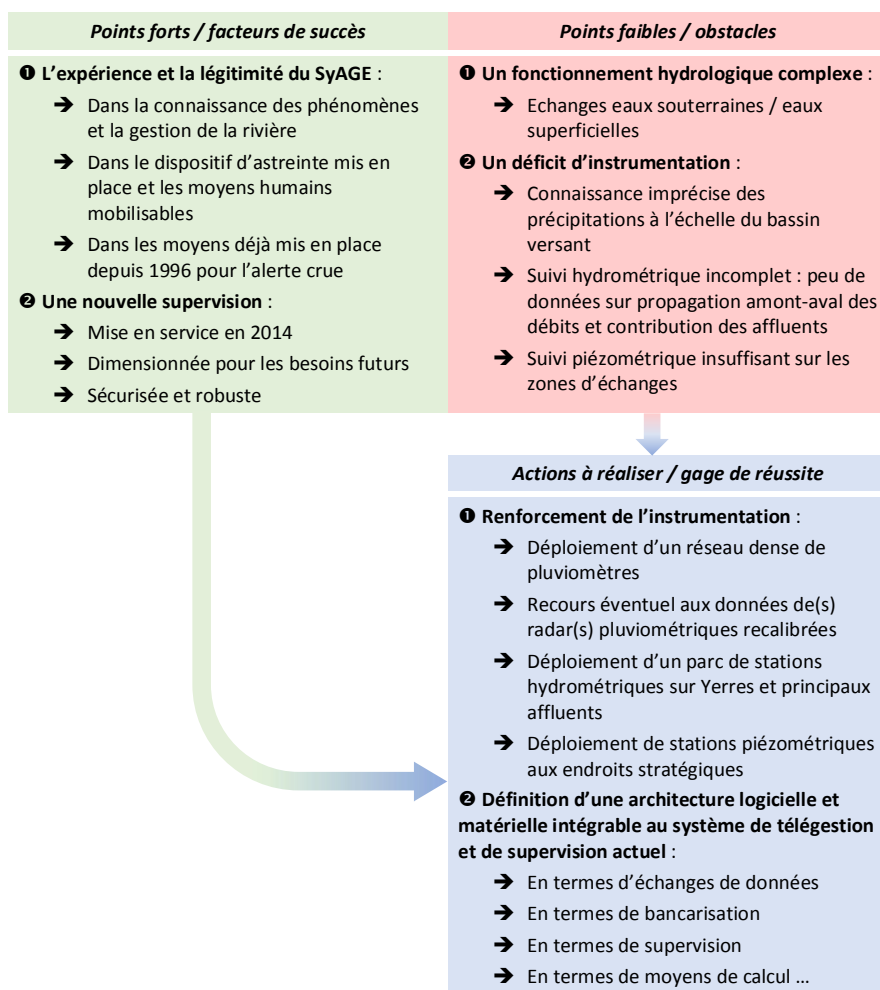 Points forts / facteurs de succès
❶ L'expérience et la légitimité du SyAGE :
➔ Dans la connaissance des phénomènes
et la gestion de la rivière
➔ Dans le dispositif d'astreinte mis en
place et les moyens humains
mobilisables
➔ Dans les moyens déjà mis en place
depuis 1996 pour l'alerte crue
❷ Une nouvelle supervision :
➔ Mise en service en 2014
➔ Dimensionnée pour les besoins futurs
➔ Sécurisée et robuste
Points faibles / obstacles
❶ Un fonctionnement hydrologique complexe :
➔ Echanges eaux souterraines / eaux
superficielles
❷ Un déficit d'instrumentation :
➔ Connaissance imprécise des
précipitations à l'échelle du bassin
versant
➔ Suivi hydrométrique incomplet : peu de
données sur propagation amont-aval des
débits et contribution des affluents
➔ Suivi piézométrique insuffisant sur les
zones d'échanges
Actions à réaliser / gage de réussite
❶ Renforcement de l'instrumentation :
➔ Déploiement d'un réseau dense de
pluviomètres
➔ Recours éventuel aux données de(s)
radar(s) pluviométriques recalibrées
➔ Déploiement d'un parc de stations
hydrométriques sur Yerres et principaux
affluents
➔ Déploiement de stations piézométriques
aux endroits stratégiques
❷ Définition d'une architecture logicielle et
matérielle intégrable au système de télégestion
et de supervision actuel :
➔ En termes d'échanges de données
➔ En termes de bancarisation
➔ En termes de supervision
➔ En termes de moyens de calcul ...